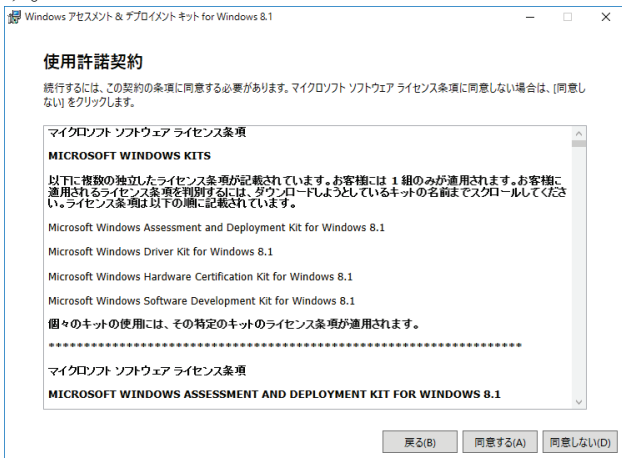 Windows アセスメント & デプロイメント キット for Windows 8.1
使用許諾契約
続行するには、この契約の条項に同意する必要があります。マイクロソフト ソフトウェア ライセンス条項に同意しない場合は、[同意し
ない] をクリックします。
マイクロソフト ソフトウェア ライセンス条項
MICROSOFT WINDOWS KITS
以下に複数の独立したライセンス条項が記載されています。お客様には 1 組のみが適用されます。お客様に
適用されるライセンス条項を判別するには、ダウンロードしようとしているキットの名前までスクロールしてくださ
い。ライセンス条項は以下の順に記載されています。
Microsoft Windows Assessment and Deployment Kit for Windows 8.1
Microsoft Windows Driver Kit for Windows 8.1
Microsoft Windows Hardware Certification Kit for Windows 8.1
Microsoft Windows Software Development Kit for Windows 8.1
個々のキットの使用には、その特定のキットのライセンス条項が適用されます。
*******************************************************************
マイクロソフト ソフトウェア ライセンス条項
MICROSOFT WINDOWS ASSESSMENT AND DEPLOYMENT KIT FOR WINDOWS 8.1
戻る(B) 同意する(A) 同意しない(D)